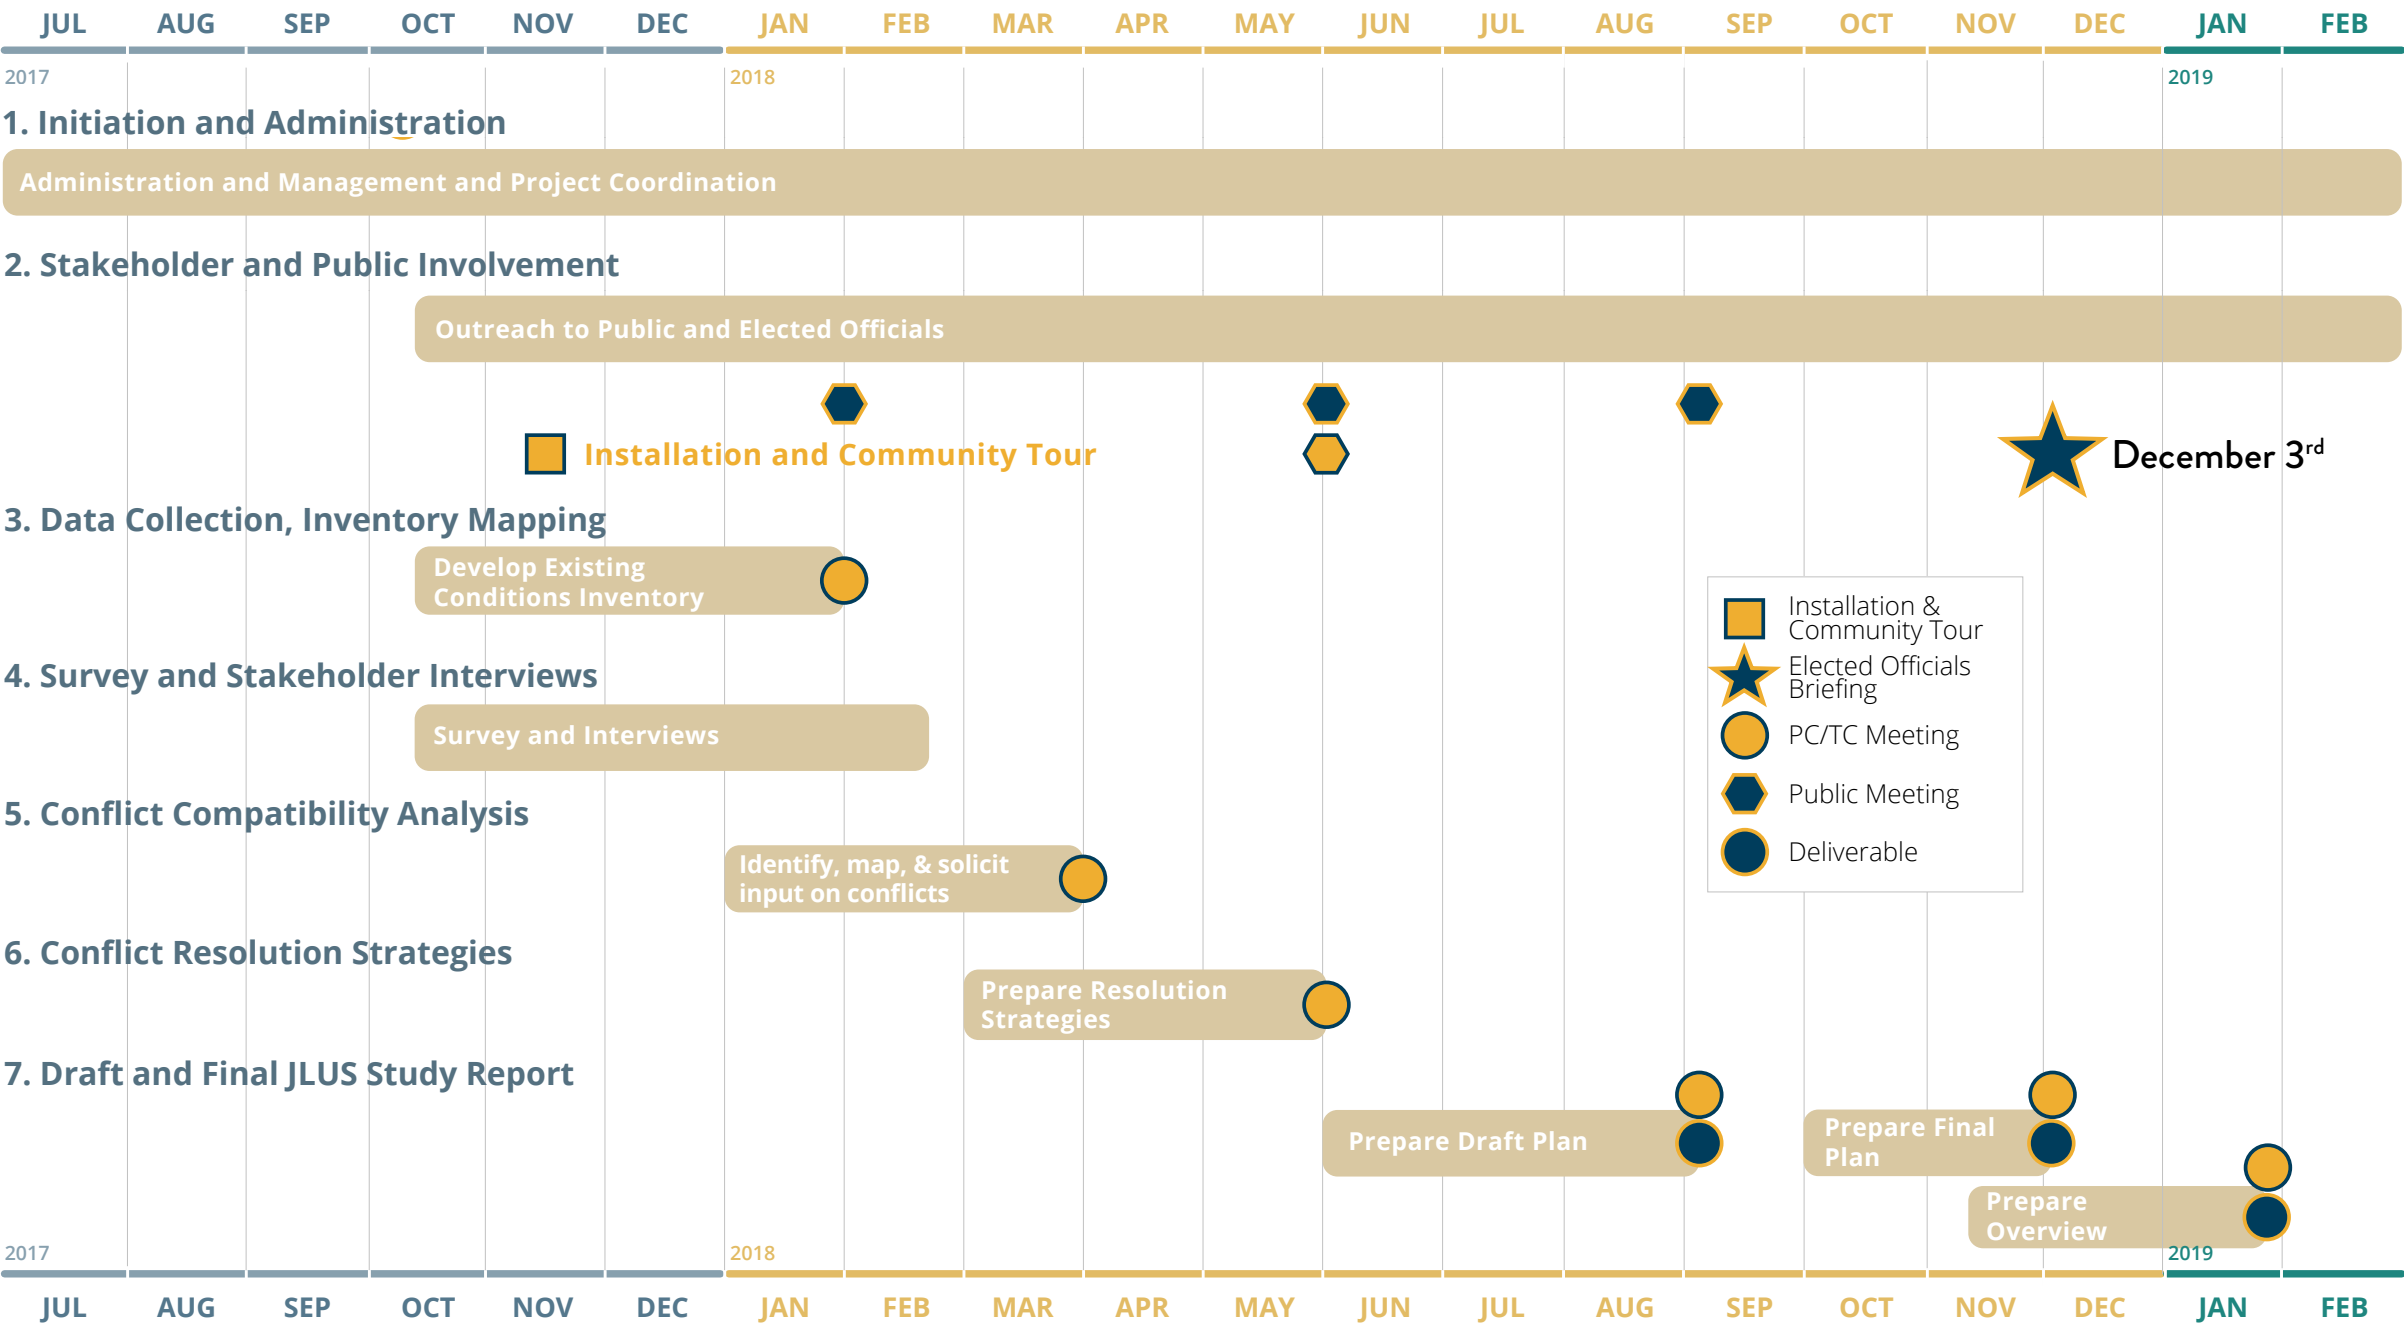 JUL AUG SEP OCT NOV DEC JAN FEB MAR APR MAY JUN JUL AUG SEP OCT NOV DEC JAN FEB
2017 2018 2019
1. Initiation and Administration
Administration and Management and Project Coordination
2. Stakeholder and Public Involvement
Outreach to Public and Elected Officials
Installation and Community Tour
December 3rd
3. Data Collection, Inventory Mapping
Develop Existing
Conditions Inventory
Installation &
Community Tour
Elected Officials
Briefing
PC/TC Meeting
Public Meeting
Deliverable
4. Survey and Stakeholder Interviews
Survey and Interviews
5. Conflict Compatibility Analysis
Identify, map, & solicit
input on conflicts
6. Conflict Resolution Strategies
Prepare Resolution
Strategies
7. Draft and Final JLUS Study Report
Prepare Draft Plan
Prepare Final
Plan
Prepare
Overview
2017 2018 2019
JUL AUG SEP OCT NOV DEC JAN FEB MAR APR MAY JUN JUL AUG SEP OCT NOV DEC JAN FEB